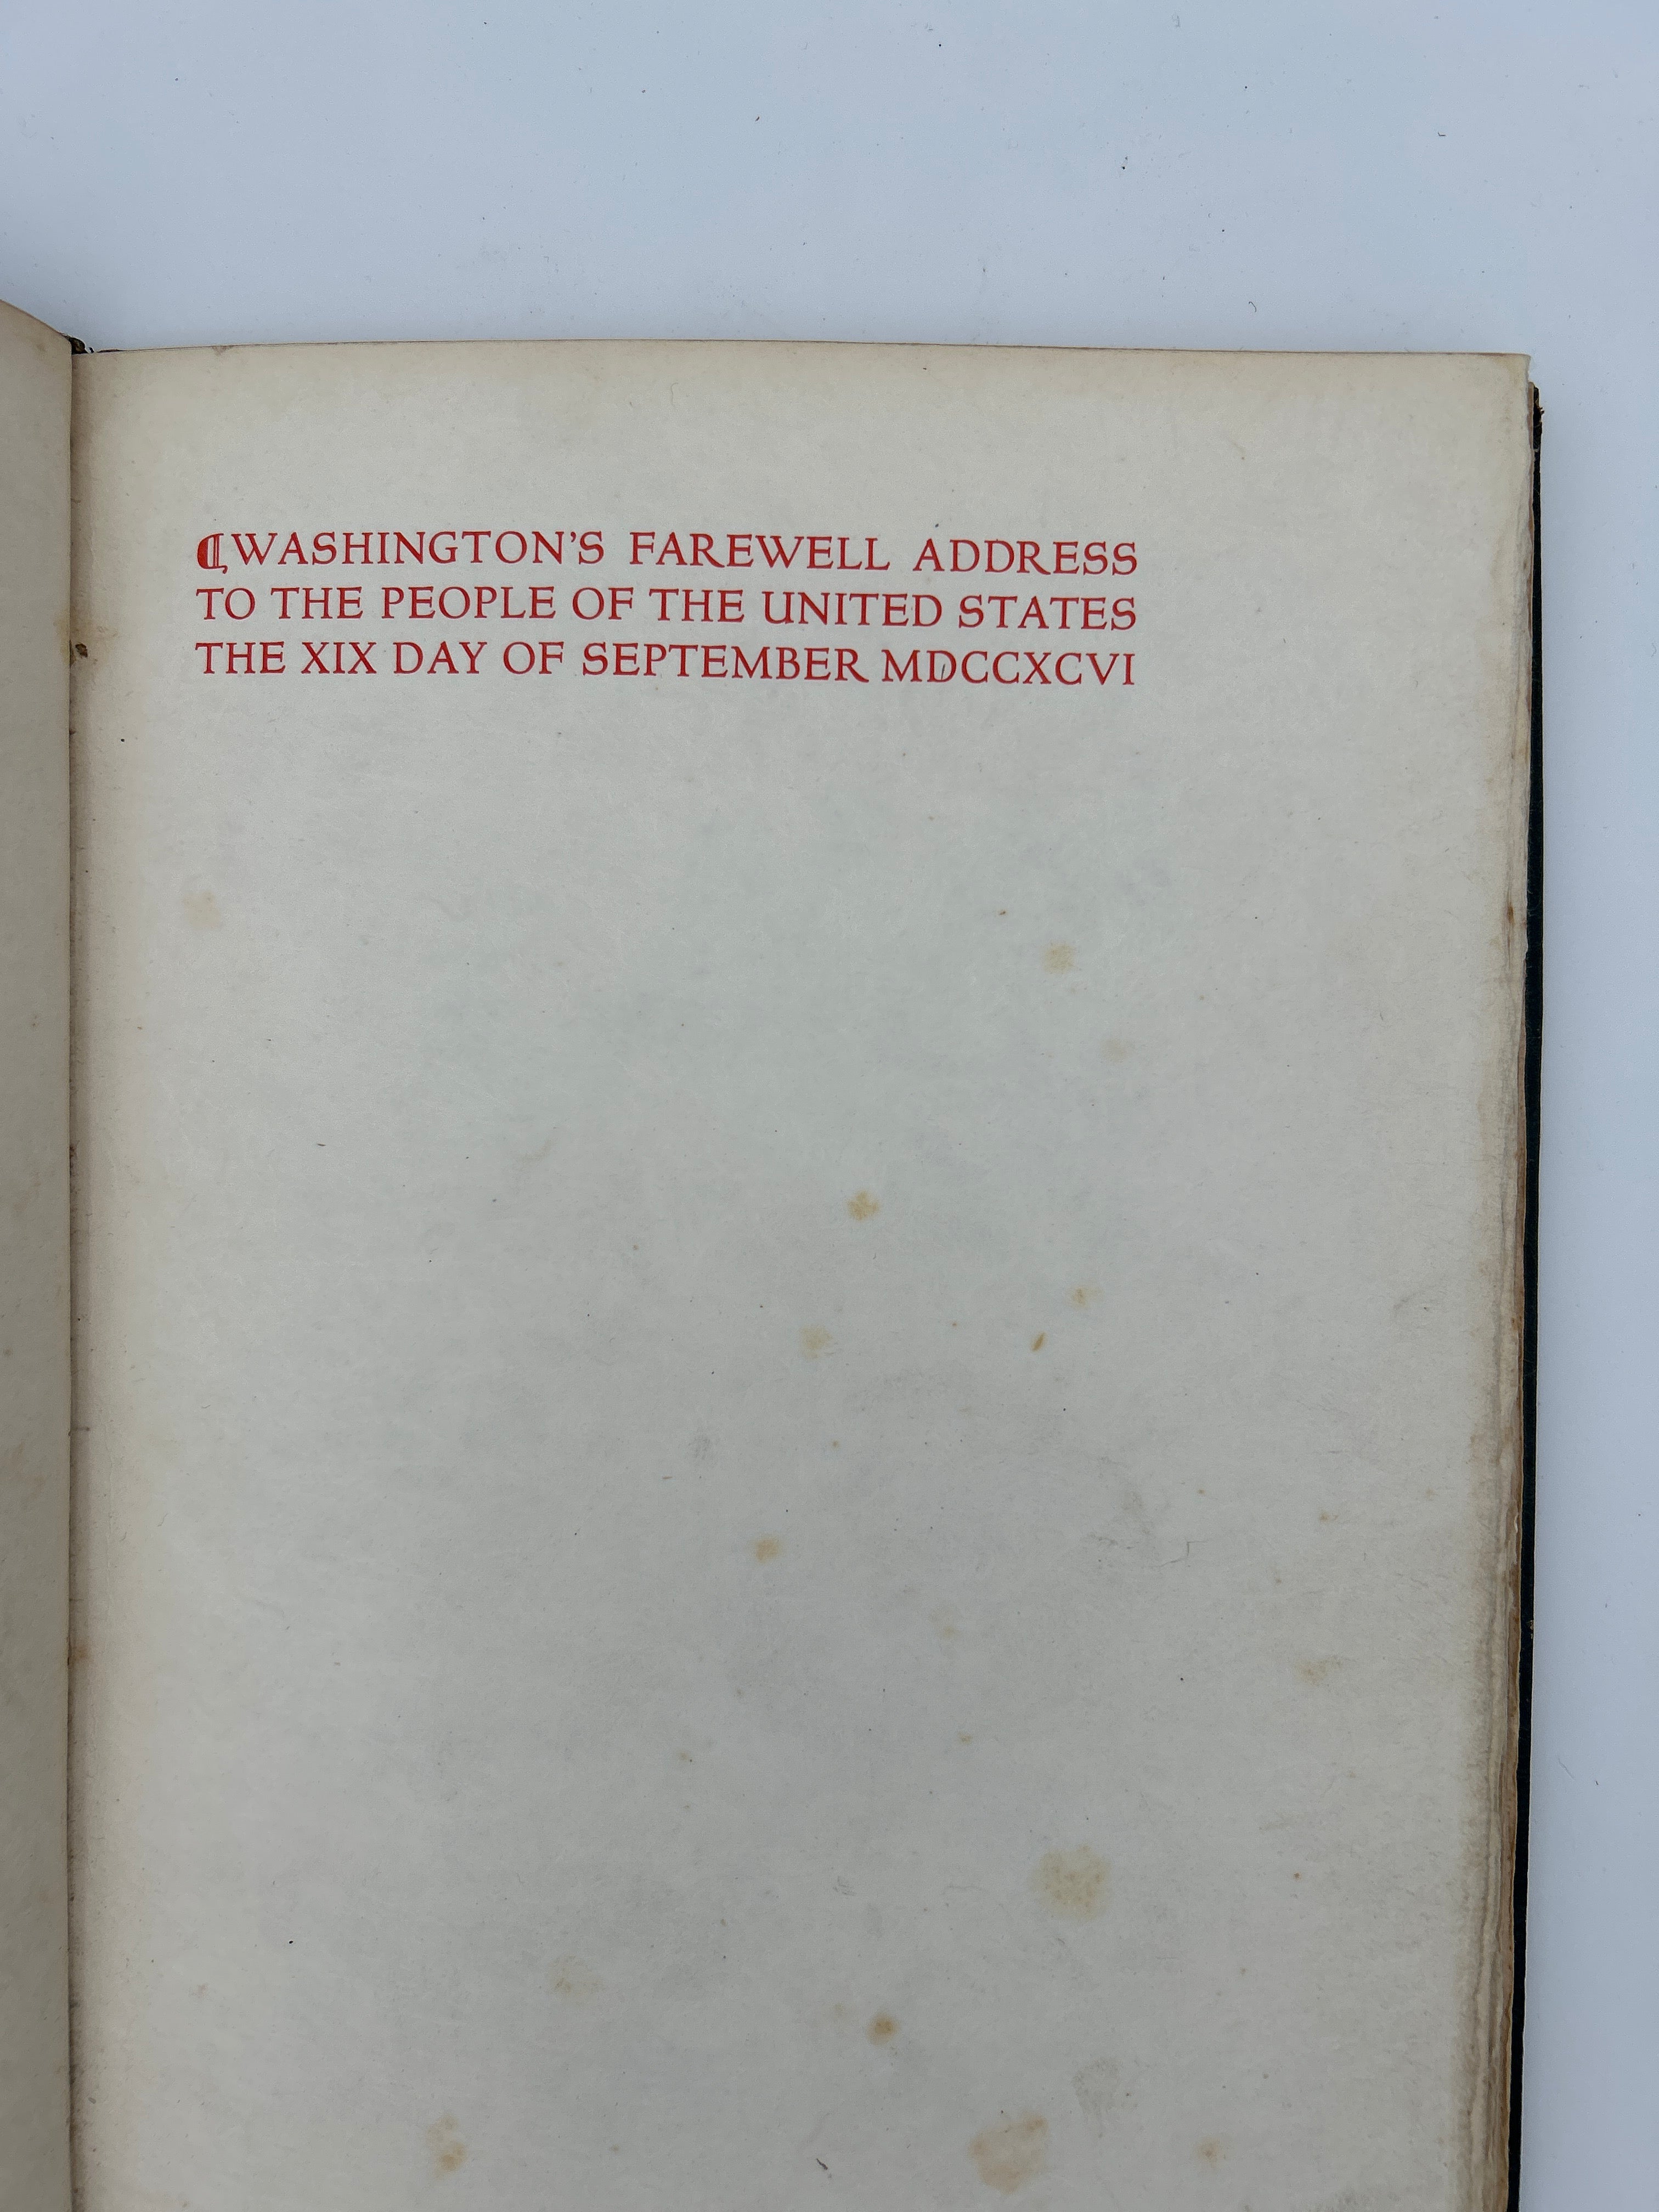 ¶WASHINGTON'S FAREWELL ADDRESS
TO THE PEOPLE OF THE UNITED STATES
THE XIX DAY OF SEPTEMBER MDCCXCVI